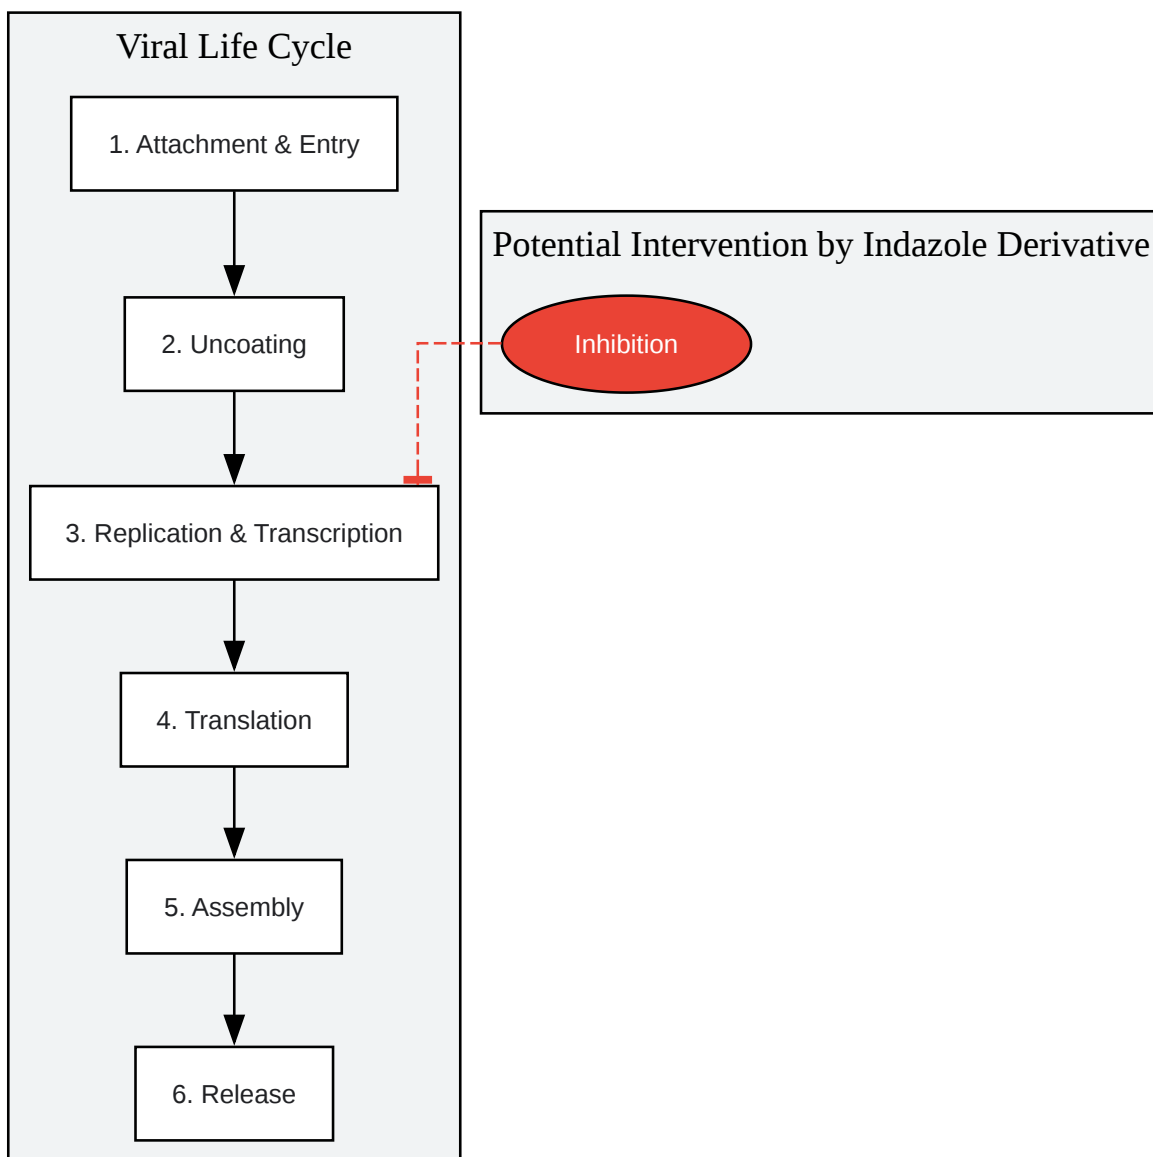 Viral Life Cycle
1. Attachment & Entry
Potential Intervention by Indazole Derivative
2. Uncoating
Inhibition
3. Replication & Transcription
4. Translation
5. Assembly
6. Release